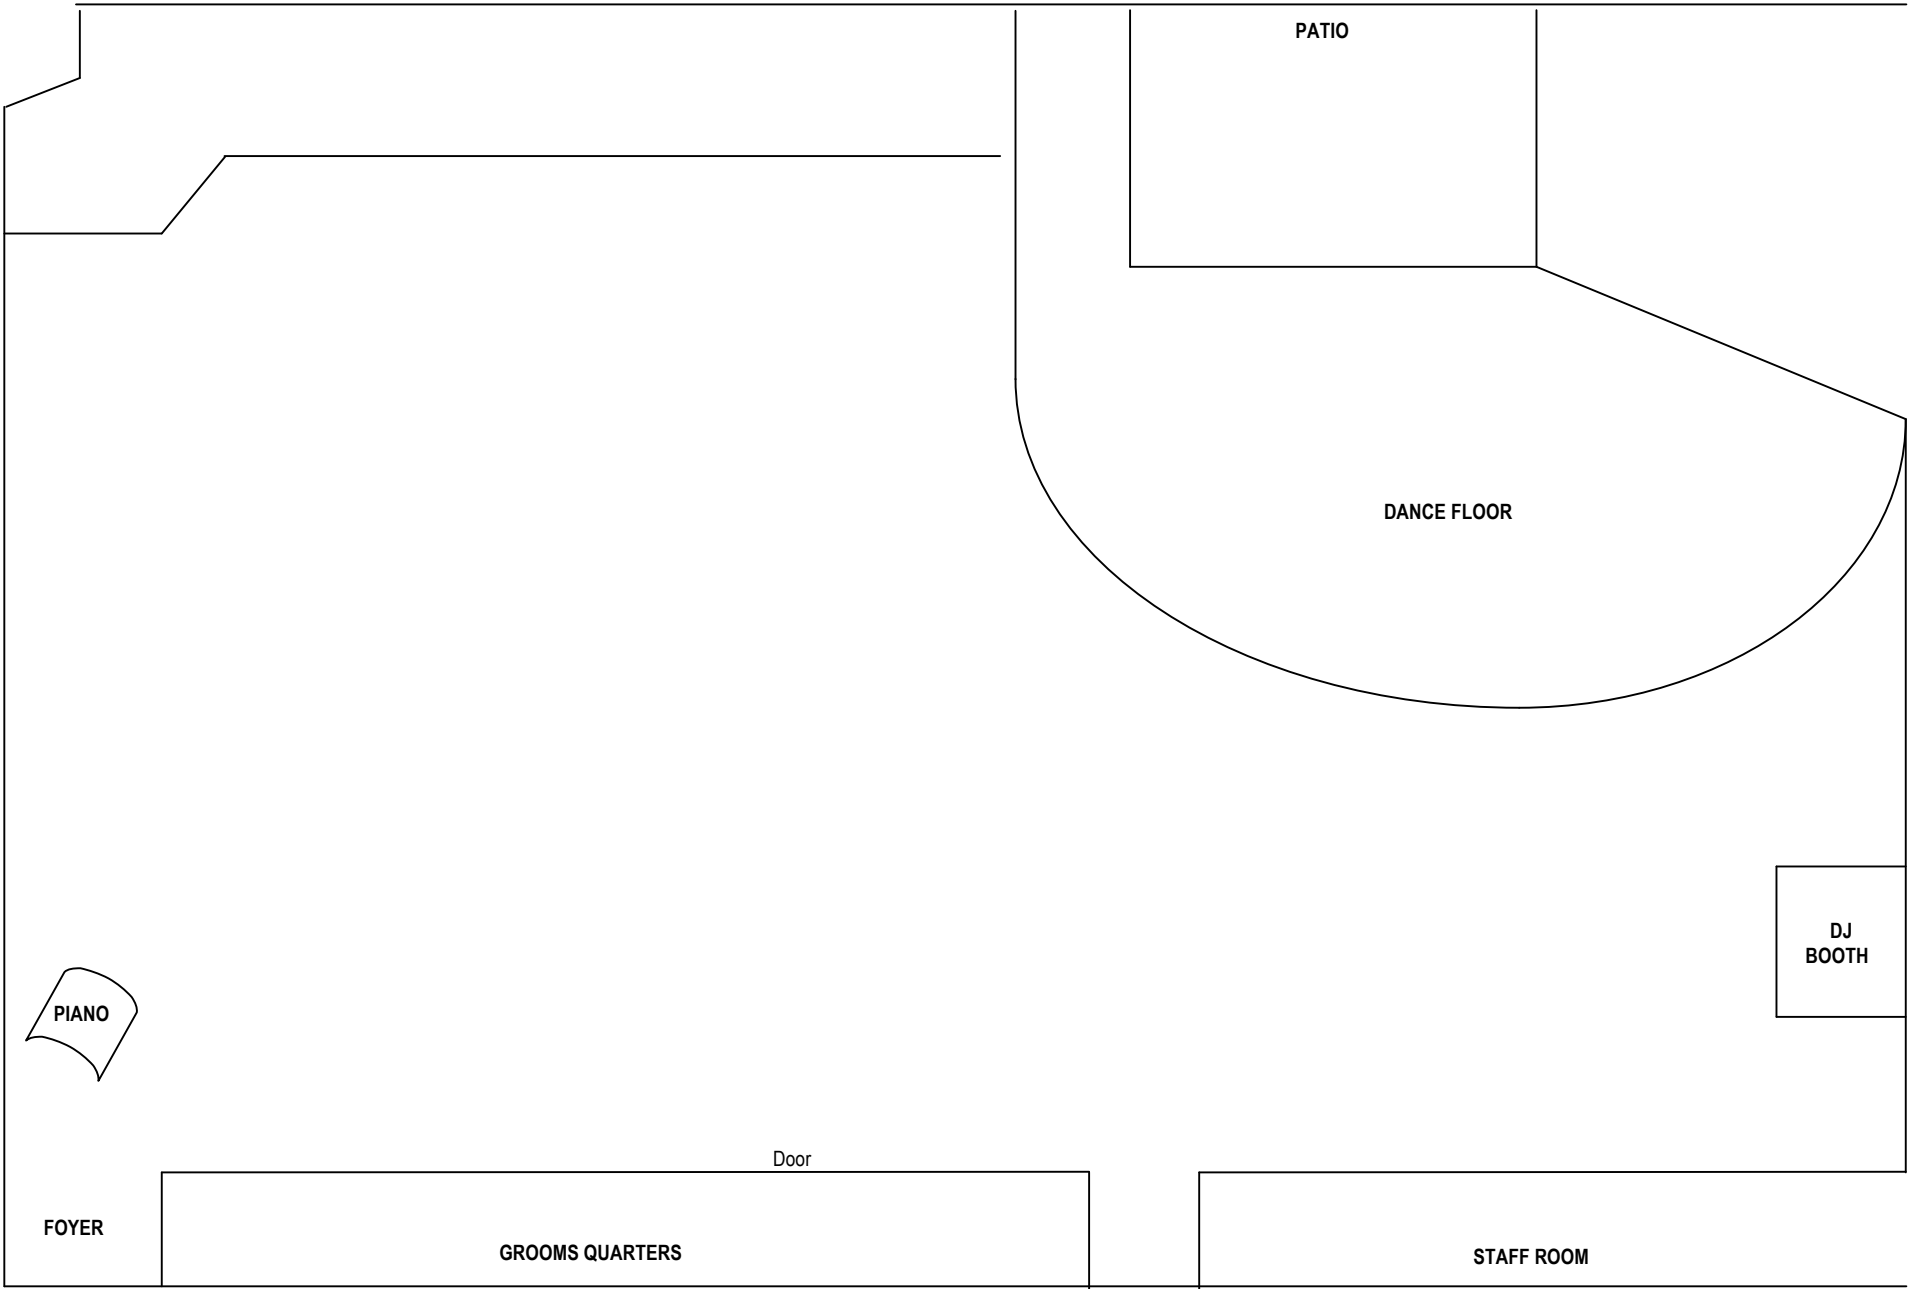 PATIO
DANCE FLOOR
DJ
BOOTH
PIANO
Door
FOYER
GROOMS QUARTERS
STAFF ROOM